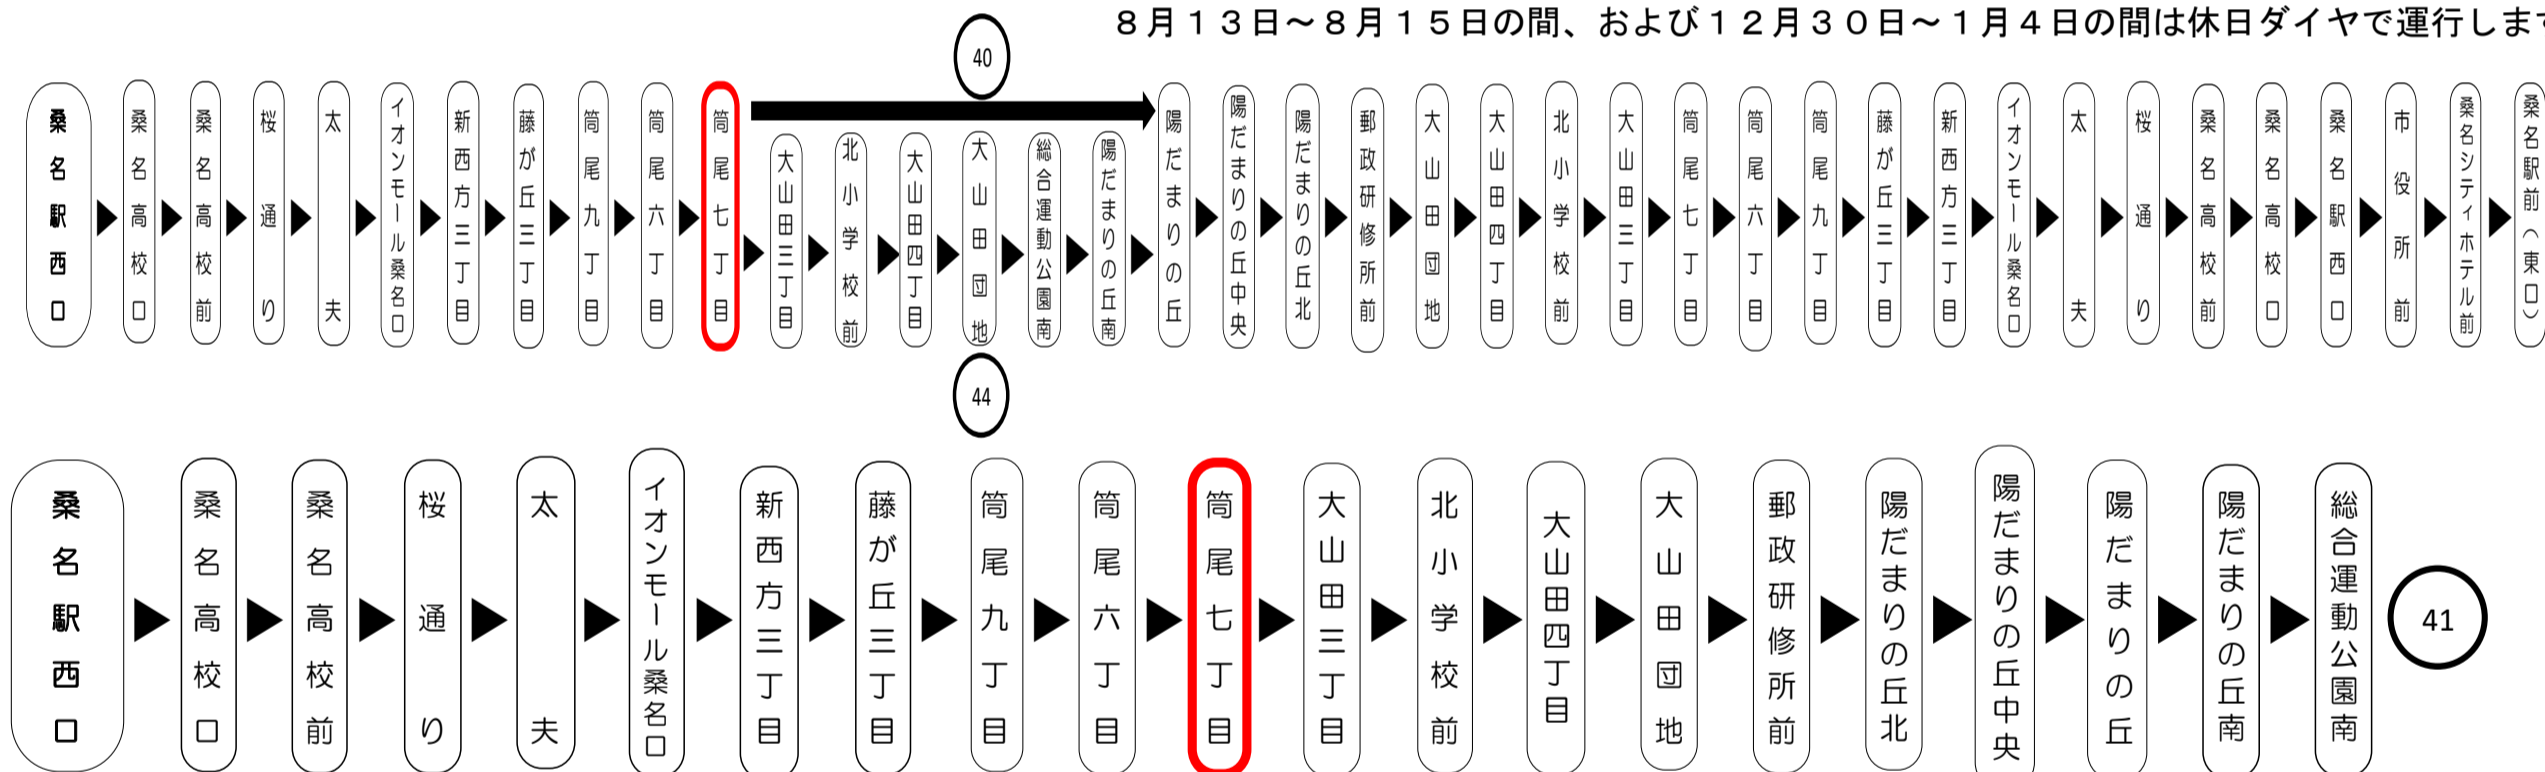 ８月１３日～８月１５日の間、および１２月３０日～１月４日の間は休日ダイヤで運行します
40
桑名駅西口
桑名高校口
桑名高校前
桜通り
太夫
イオンモール桑名口
新西方三丁目
藤が丘三丁目
筒尾九丁目
筒尾六丁目
筒尾七丁目
大山田三丁目
北小学校前
大山田四丁目
大山田団地
総合運動公園南
陽だまりの丘南
陽だまりの丘
陽だまりの丘中央
陽だまりの丘北
郵政研修所前
大山田団地
大山田四丁目
北小学校前
大山田三丁目
筒尾七丁目
筒尾六丁目
筒尾九丁目
藤が丘三丁目
新西方三丁目
イオンモール桑名口
太夫
桜通り
桑名高校前
桑名高校口
桑名駅西口
市役所前
桑名シティホテル前
桑名駅前（東口）
44
桑名駅西口
桑名高校口
桑名高校前
桜通り
太夫
イオンモール桑名口
新西方三丁目
藤が丘三丁目
筒尾九丁目
筒尾六丁目
筒尾七丁目
大山田三丁目
北小学校前
大山田四丁目
大山田団地
郵政研修所前
陽だまりの丘北
陽だまりの丘中央
陽だまりの丘
陽だまりの丘南
総合運動公園南
41